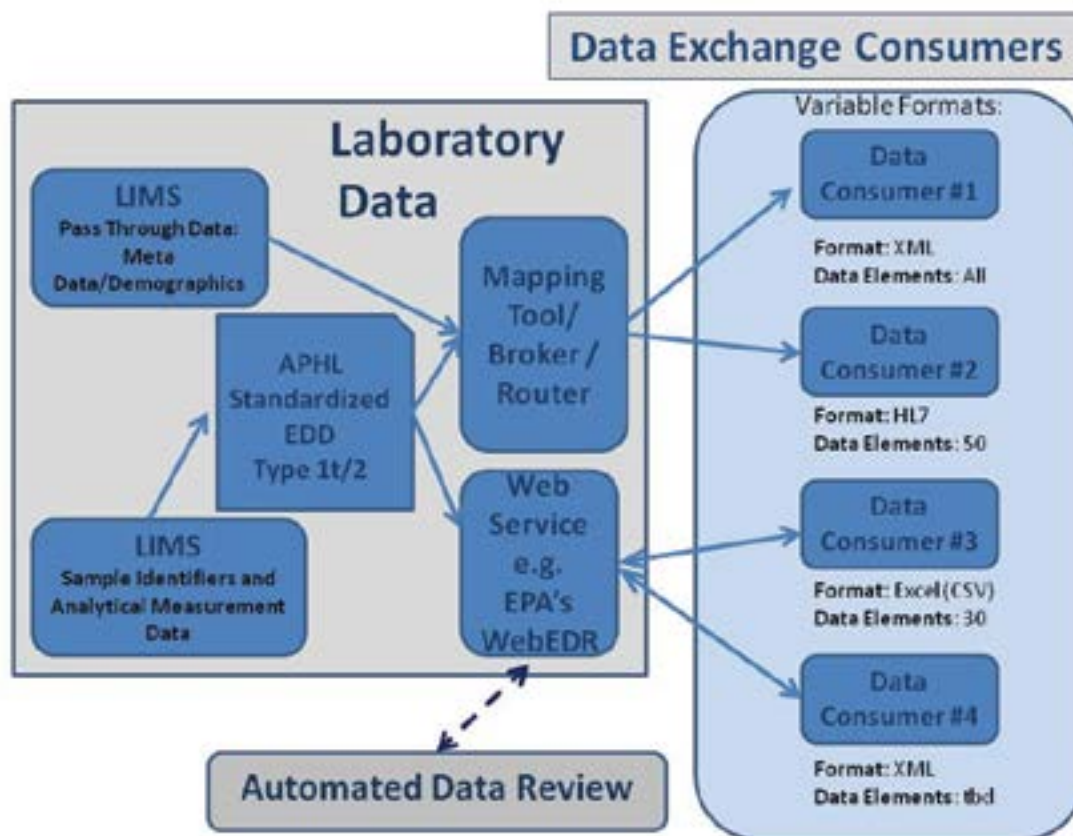 Data Exchange Consumers
Laboratory
Data
LIMS
Pass Through Data:
Meta
Data/Demographics
APHL
Standardized
EDD
Type 1t/2
LIMS
Sample Identifiers and
Analytical Measurement
Data
Mapping
Tool/
Broker /
Router
Web
Service
e.g.
EPA's
WebEDR
Automated Data Review
Variable Formats:
Data
Consumer #1
Format: XML
Data Elements: All
Data
Consumer #2
Format: HL7
Data Elements: 50
Data
Consumer #3
Format: Excel(CSV)
Data Elements: 30
Data
Consumer #4
Format: XML
Data Elements: tbd